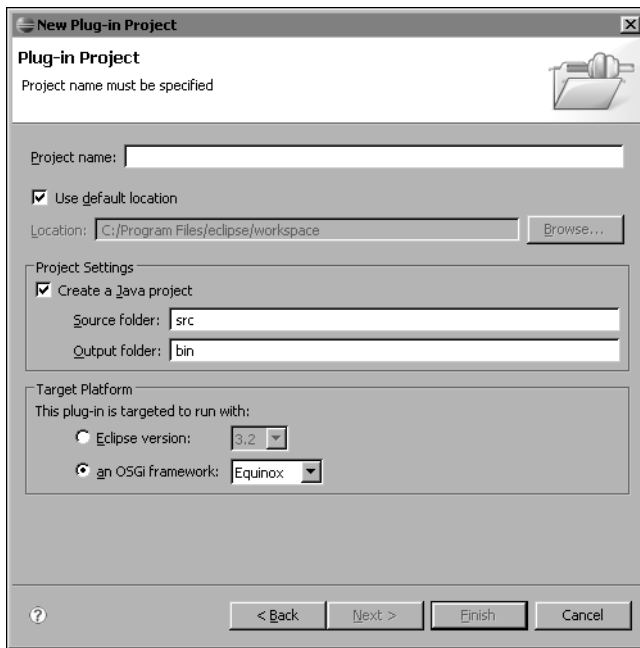 New Plug-in Project
Plug-in Project
Project name must be specified
Project name:
Use default location
Location: C:/Program Files/eclipse/workspace Browse...
Project Settings
Create a Java project
Source folder: src
Output folder: bin
Target Platform
This plug-in is targeted to run with:
Eclipse version: 3.2
an OSGi framework: Equinox
? < Back Next > Finish Cancel